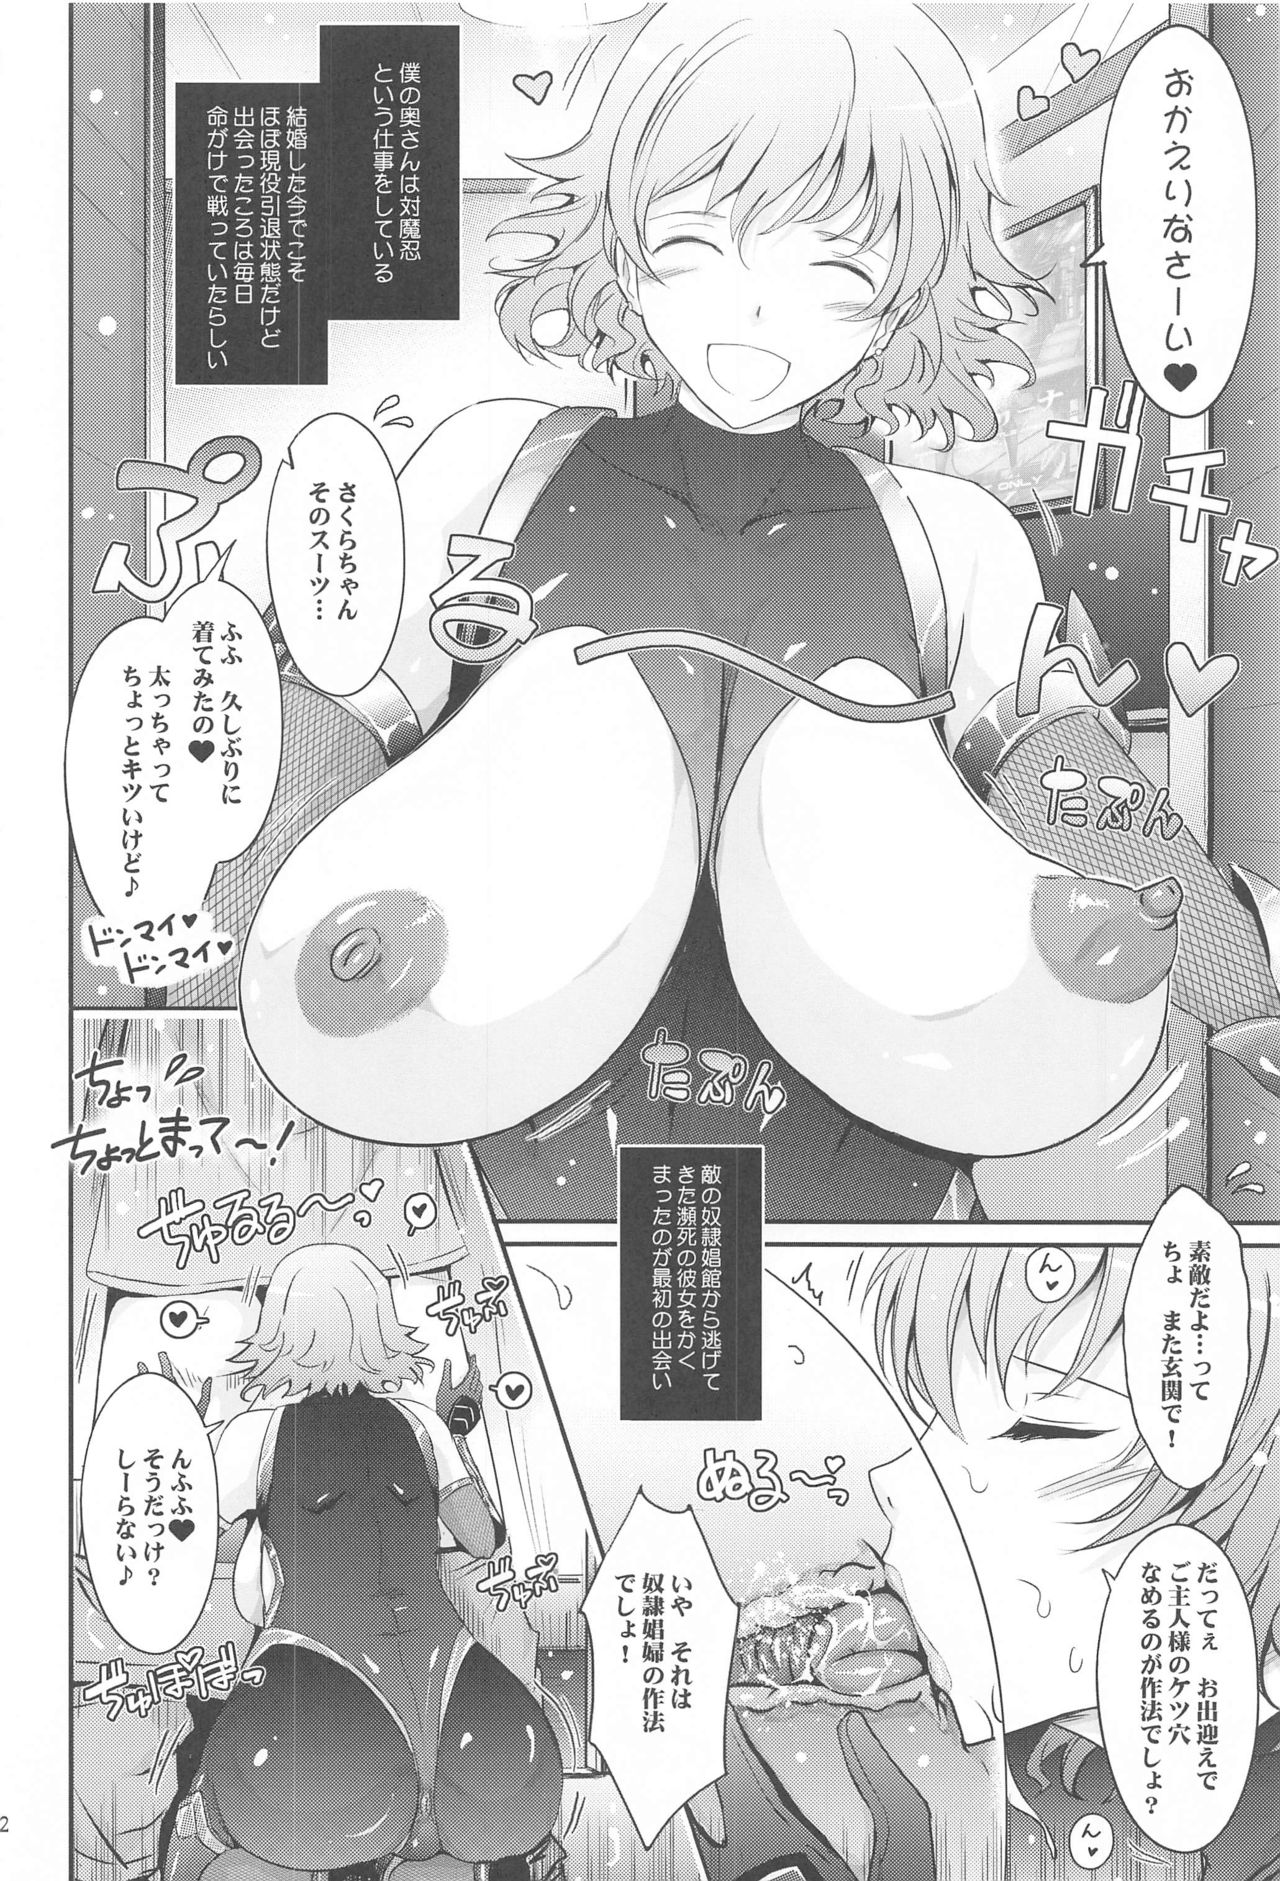 おかえりなさーい♥
ガチャ
僕の奥さんは対魔忍
という仕事をしている
結婚した今でこそ
ほぼ現役引退状態だけど
出会ったころは毎日
命がけで戦っていたらしい
さくらちゃん
そのスーツ…
ぷるんん
ONLY
ふふ 久しぶりに
着てみたの♥
太っちゃって
ちょっとキツいけど♪
ドンマイ♥
ドンマイ♥
たぷん
たぷん
素敵だよ…って
ちょ また玄関で!
ん♥
だってぇ お出迎えで
ご主人様のケツ穴
なめるのが作法でしょ?
ん♥
敵の奴隷娼館から逃げて
きた瀕死の彼女をかく
まったのが最初の出会い
ぬる〜♥っ
いや それは
奴隷娼婦の作法
でしょ!
ちょっ
ちょっとまって〜!
ぢゅるるる〜♥っ
ぢゅぷ
んふふ♥
そうだっけ?
しーらない♪
ぢゅぷ
ぢゅぽぽぽっ
2